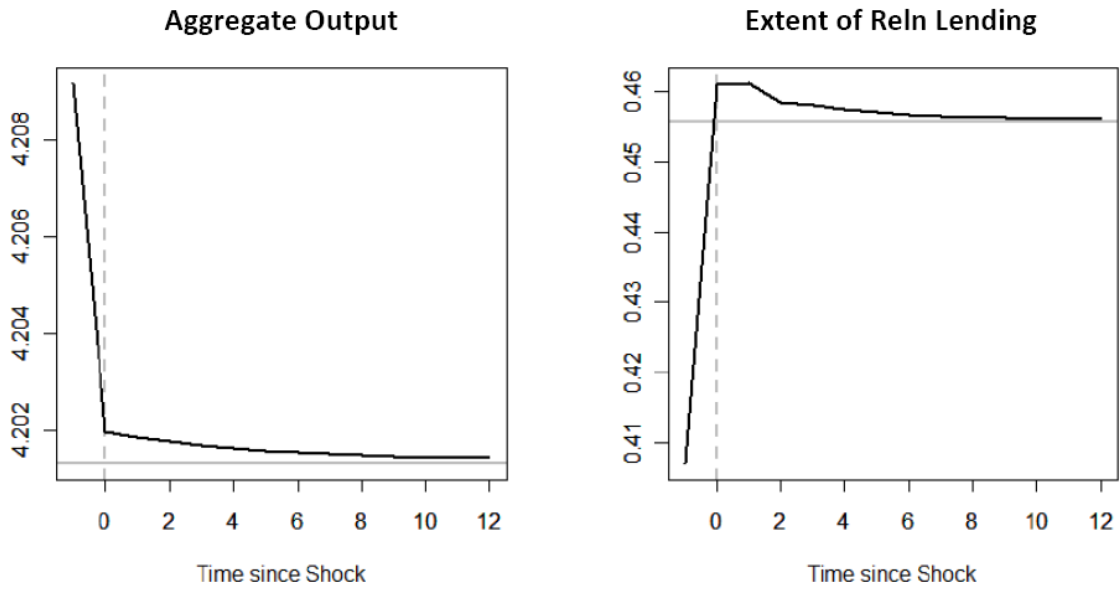 Aggregate Output
4.208
4.206
4.204
4.202
0 2 4 6 8 10 12
Time since Shock
Extent of Reln Lending
0.46
0.45
0.44
0.43
0.42
0.41
0 2 4 6 8 10 12
Time since Shock